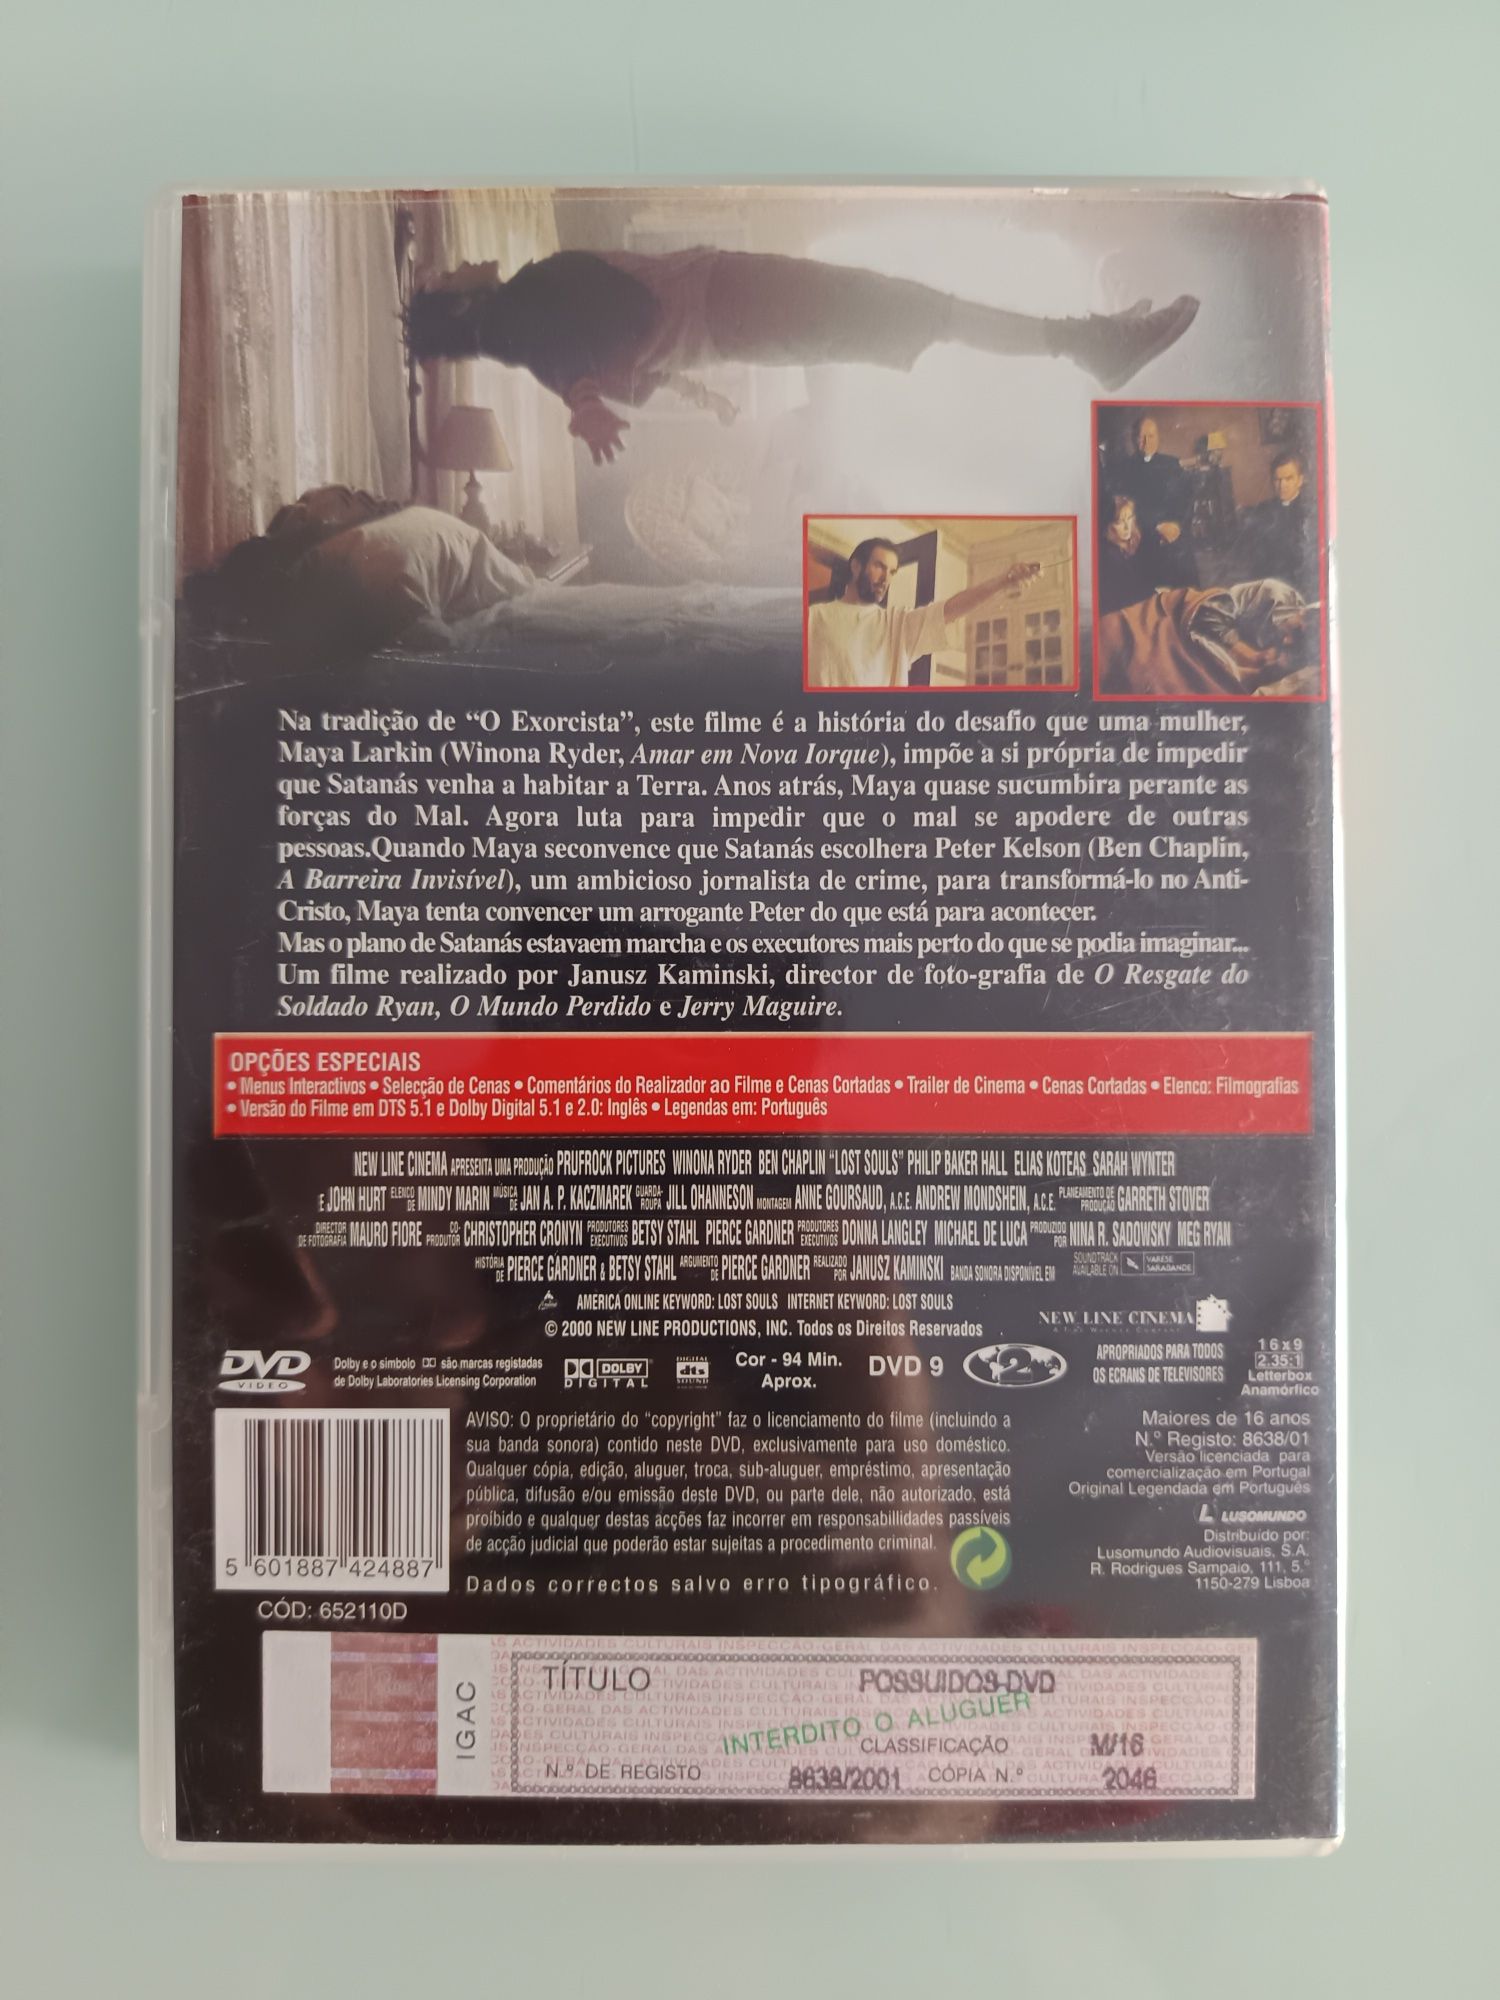 Na tradição de “O Exorcista”, este filme é a história do desafio que uma mulher,
Maya Larkin (Winona Ryder, Amar em Nova Iorque), impõe a si própria de impedir
que Satanás venha a habitar a Terra. Anos atrás, Maya quase sucumbira perante as
forças do Mal. Agora luta para impedir que o mal se apodere de outras
pessoas.Quando Maya seconvence que Satanás escolhera Peter Kelson (Ben Chaplin,
A Barreira Invisível), um ambicioso jornalista de crime, para transformá-lo no Anti-
Cristo, Maya tenta convencer um arrogante Peter do que está para acontecer.
Mas o plano de Satanás estavaem marcha e os executores mais perto do que se podia imaginar...
Um filme realizado por Janusz Kaminski, director de foto-grafia de O Resgate do
Soldado Ryan, O Mundo Perdido e Jerry Maguire.
OPÇÕES ESPECIAIS
• Menus Interactivos • Selecção de Cenas • Comentários do Realizador ao Filme e Cenas Cortadas • Trailer de Cinema • Cenas Cortadas • Elenco: Filmografias
• Versão do Filme em DTS 5.1 e Dolby Digital 5.1 e 2.0: Inglês • Legendas em: Português
NEW LINE CINEMA APRESENTA UMA PRODUÇÃO PRUFROCK PICTURES WINONA RYDER BEN CHAPLIN "LOST SOULS" PHILIP BAKER HALL ELIAS KOTEAS SARAH WYNTER
E JOHN HURT ELENCO DE MINDY MARIN MÚSICA DE JAN A. P. KACZMAREK GUARDA-ROUPA JILL OHANNESON MONTAGEM ANNE GOURSAUD, A.C.E. ANDREW MONDSHEIN, A.C.E. PLANEAMENTO DE PRODUÇÃO GARRETH STOVER
DIRECTOR DE FOTOGRAFIA MAURO FIORE CO-PRODUTOR CHRISTOPHER CRONYN PRODUTORES EXECUTIVOS BETSY STAHL PIERCE GARDNER PRODUTORES EXECUTIVOS DONNA LANGLEY MICHAEL DE LUCA PRODUZIDO POR NINA R. SADOWSKY MEG RYAN
HISTÓRIA DE PIERCE GARDNER & BETSY STAHL ARGUMENTO DE PIERCE GARDNER REALIZADO POR JANUSZ KAMINSKI BANDA SONORA DISPONÍVEL EM SOUNDTRACK AVAILABLE ON VARESE SARABANDE
AMERICA ONLINE KEYWORD: LOST SOULS INTERNET KEYWORD: LOST SOULS
© 2000 NEW LINE PRODUCTIONS, INC. Todos os Direitos Reservados
NEW LINE CINEMA
A Time Warner Company
DVD
VIDEO
Dolby e o símbolo são marcas registadas
de Dolby Laboratories Licensing Corporation
DOLBY
DIGITAL
DIGITAL
dts
SOUND
Cor - 94 Min.
Aprox.
DVD 9
2
APROPRIADOS PARA TODOS
OS ECRANS DE TELEVISORES
16x9
2.35:1
Letterbox
Anamórfico
AVISO: O proprietário do “copyright” faz o licenciamento do filme (incluindo a
sua banda sonora) contido neste DVD, exclusivamente para uso doméstico.
Qualquer cópia, edição, aluguer, troca, sub-aluguer, empréstimo, apresentação
pública, difusão e/ou emissão deste DVD, ou parte dele, não autorizado, está
proíbido e qualquer destas acções faz incorrer em responsabilidades passíveis
de acção judicial que poderão estar sujeitas a procedimento criminal.
Dados correctos salvo erro tipográfico.
Maiores de 16 anos
N.º Registo: 8638/01
Versão licenciada para
comercialização em Portugal
Original Legendada em Português
LUSOMUNDO
Distribuído por:
Lusomundo Audiovisuais, S.A.
R. Rodrigues Sampaio, 111, 5.º
1150-279 Lisboa
5 601887 424887
CÓD: 652110D
IGAC
TÍTULO POSSUIDOS-DVD
INTERDITO O ALUGUER
CLASSIFICAÇÃO M/16
N.º DE REGISTO 8638/2001 CÓPIA N.º 2046